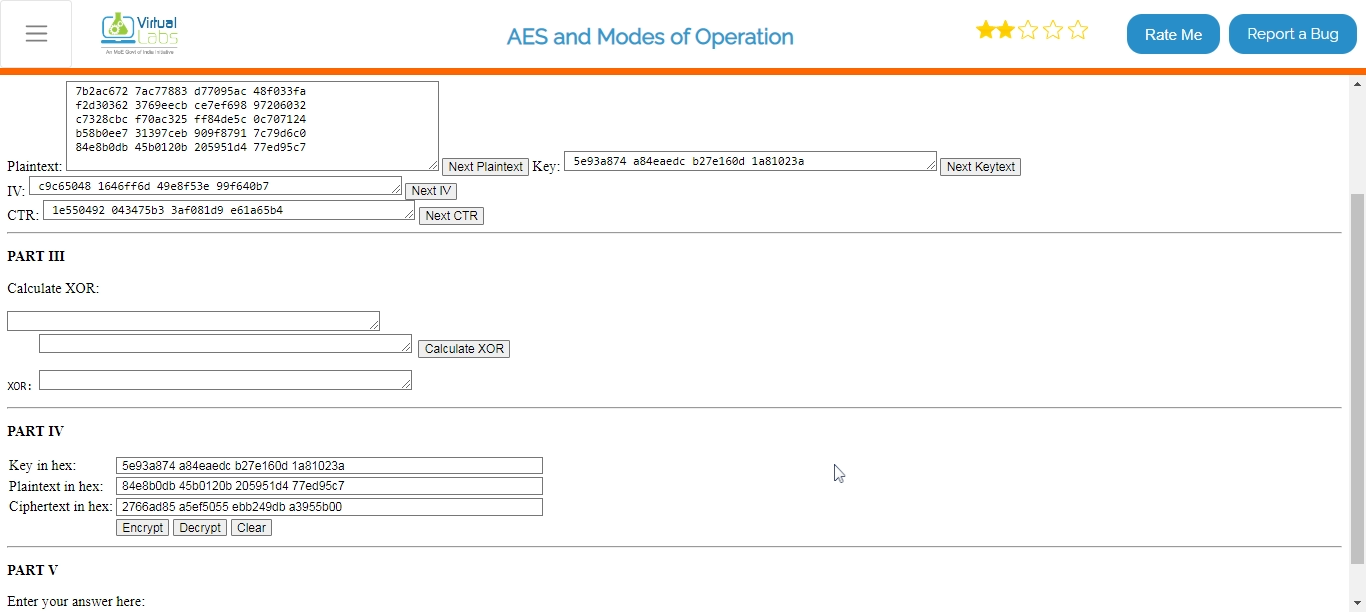 Virtual
Labs
An MoE Govt of India Initiative
AES and Modes of Operation
Rate Me
Report a Bug
7b2ac672 7ac77883 d77095ac 48f033fa
f2d30362 3769eecb ce7ef698 97206032
c7328cbc f70ac325 ff84de5c 0c707124
b58b0ee7 31397ceb 909f8791 7c79d6c0
84e8b0db 45b0120b 205951d4 77ed95c7
Plaintext: Next Plaintext Key: 5e93a874 a84eaedc b27e160d 1a81023a Next Keytext
IV: c9c65048 1646ff6d 49e8f53e 99f640b7 Next IV
CTR: 1e550492 043475b3 3af081d9 e61a65b4 Next CTR
PART III
Calculate XOR:
Calculate XOR
XOR:
PART IV
Key in hex: 5e93a874 a84eaedc b27e160d 1a81023a
Plaintext in hex: 84e8b0db 45b0120b 205951d4 77ed95c7
Ciphertext in hex: 2766ad85 a5ef5055 ebb249db a3955b00
Encrypt Decrypt Clear
PART V
Enter your answer here: